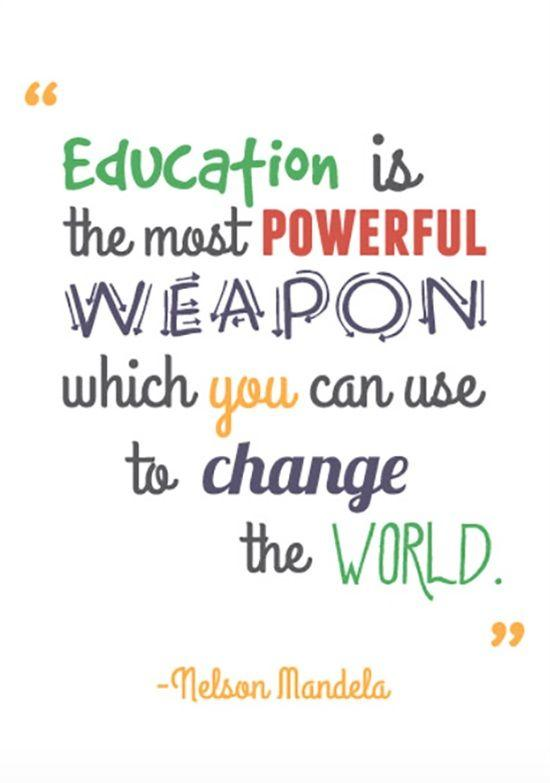 “
Education is
the most POWERFUL
WEAPON
which you can use
to change
the WORLD.
”
-Nelson Mandela